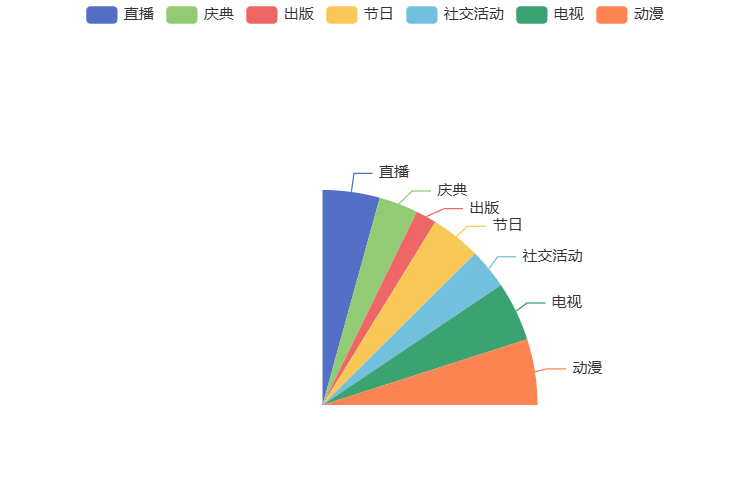 直播 庆典 出版 节日 社交活动 电视 动漫
直播
庆典
出版
节日
社交活动
电视
动漫